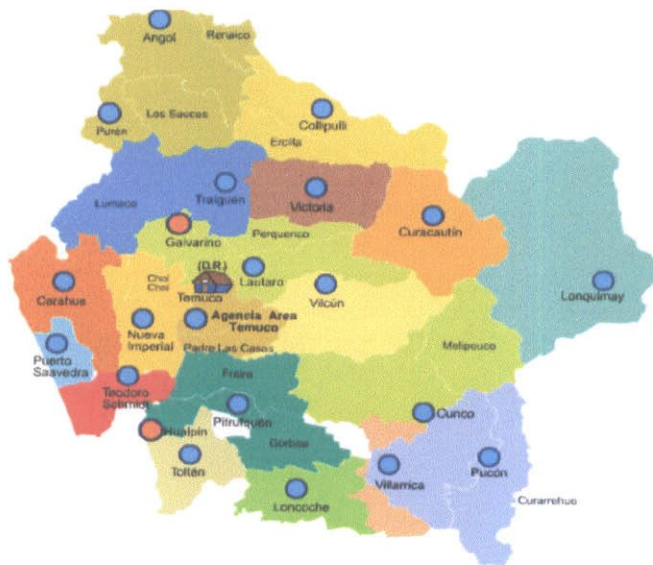 Angol
Renaico
Los Sauces
Purén
Collipulli
Ercilla
Lumaco
Traiguén
Victoria
Curacautín
Galvarino
Perquenco
(D.R.)
Chol
Chol
Lautaro
Temuco
Carahue
Vilcún
Lonquimay
Agencia Area
Temuco
Nueva
Imperial
Padre Las Casas
Melipeuco
Puerto
Saavedra
Freire
Teodoro
Schmidt
Pitrufquén
Cunco
Hualpin
Gorbea
Toltén
Villarrica
Pucón
Loncoche
Curarrehue